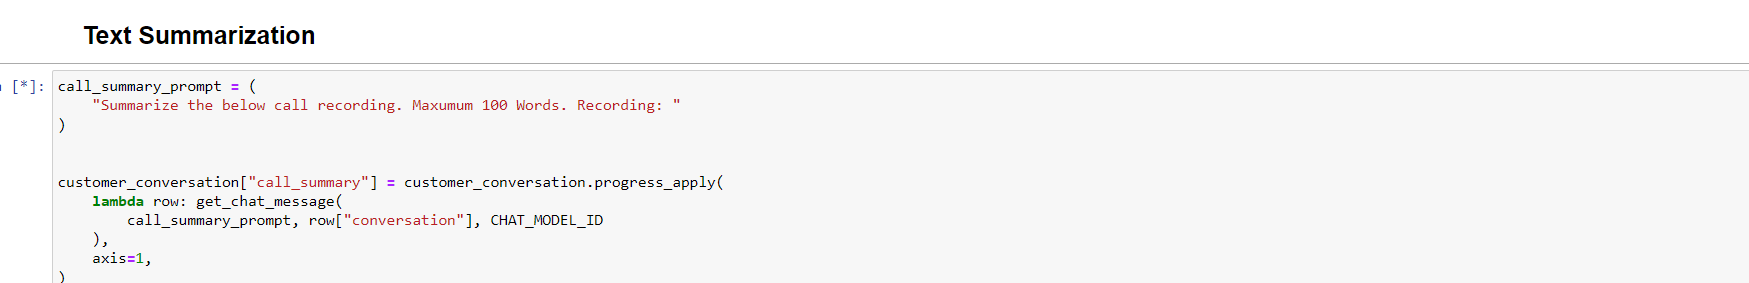 Text Summarization
[*]: call_summary_prompt = (
"Summarize the below call recording. Maxumum 100 Words. Recording: "
)
customer_conversation["call_summary"] = customer_conversation.progress_apply(
lambda row: get_chat_message(
call_summary_prompt, row["conversation"], CHAT_MODEL_ID
),
axis=1,
)